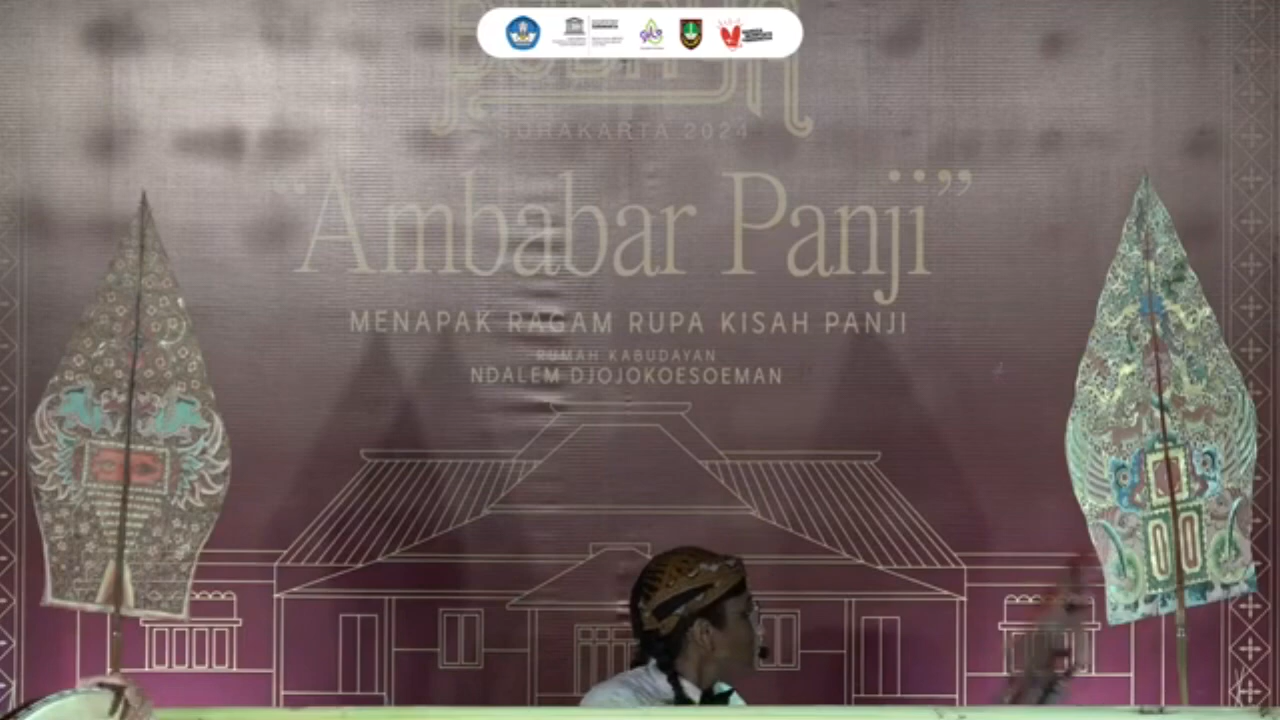 SURAKARTA 2024
“Ambabar Panji”
MENAPAK RAGAM RUPA KISAH PANJI
RUMAH KABUDAYAN
NDALEM DJOJOKOESOEMAN